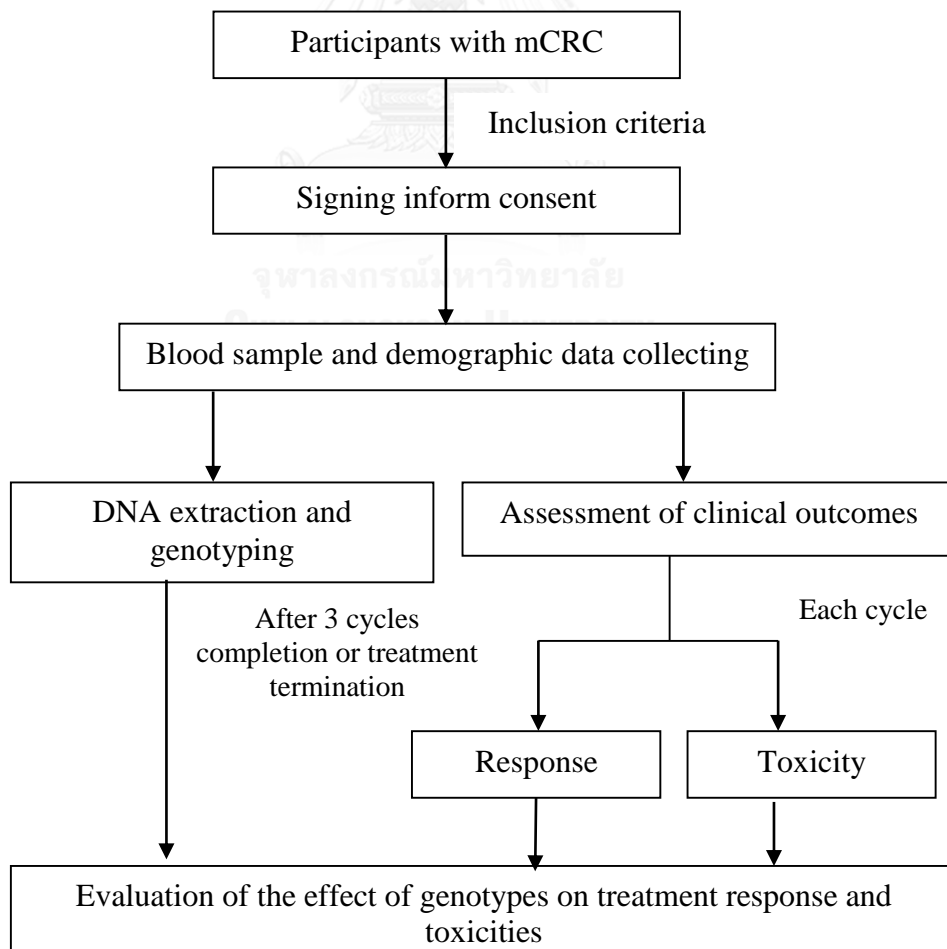 Participants with mCRC
Inclusion criteria
Signing inform consent
จุฬาลงกรณ์มหาวิทยาลัย
Blood sample and demographic data collecting
DNA extraction and
genotyping
Assessment of clinical outcomes
After 3 cycles
completion or treatment
termination
Each cycle
Response
Toxicity
Evaluation of the effect of genotypes on treatment response and
toxicities